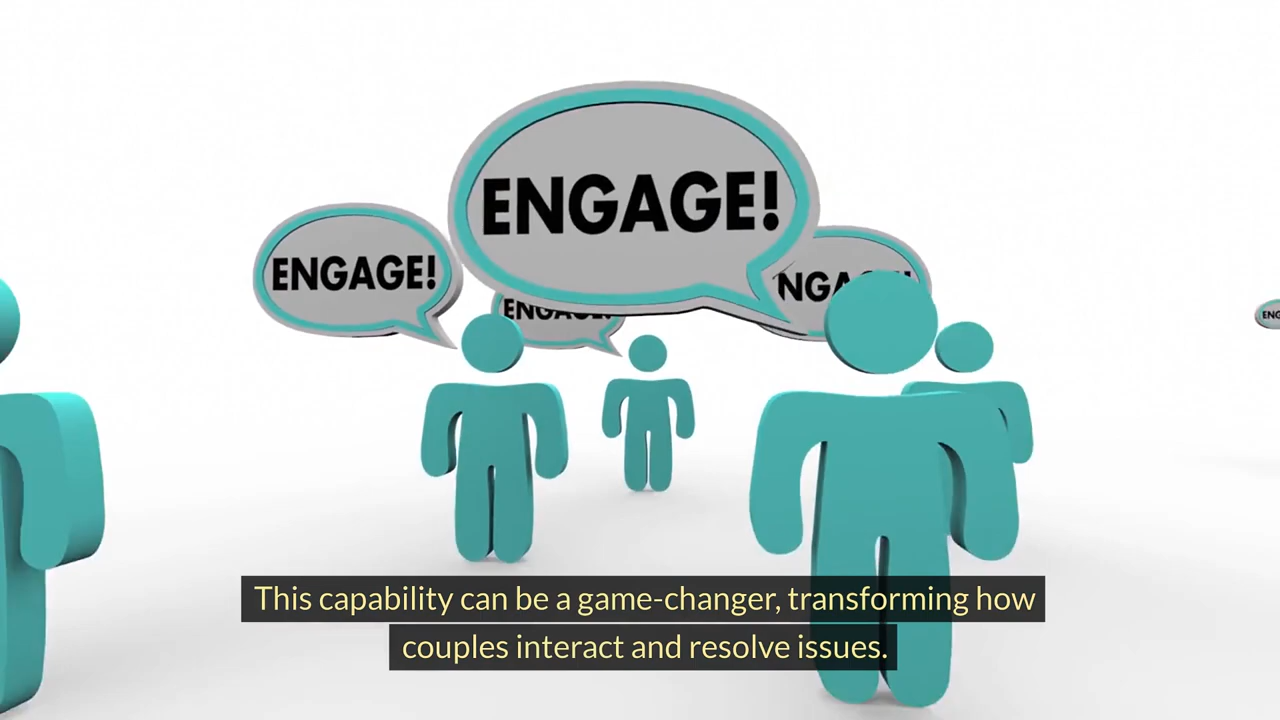 ENGAGE!
ENGAGE!
This capability can be a game-changer, transforming how
couples interact and resolve issues.